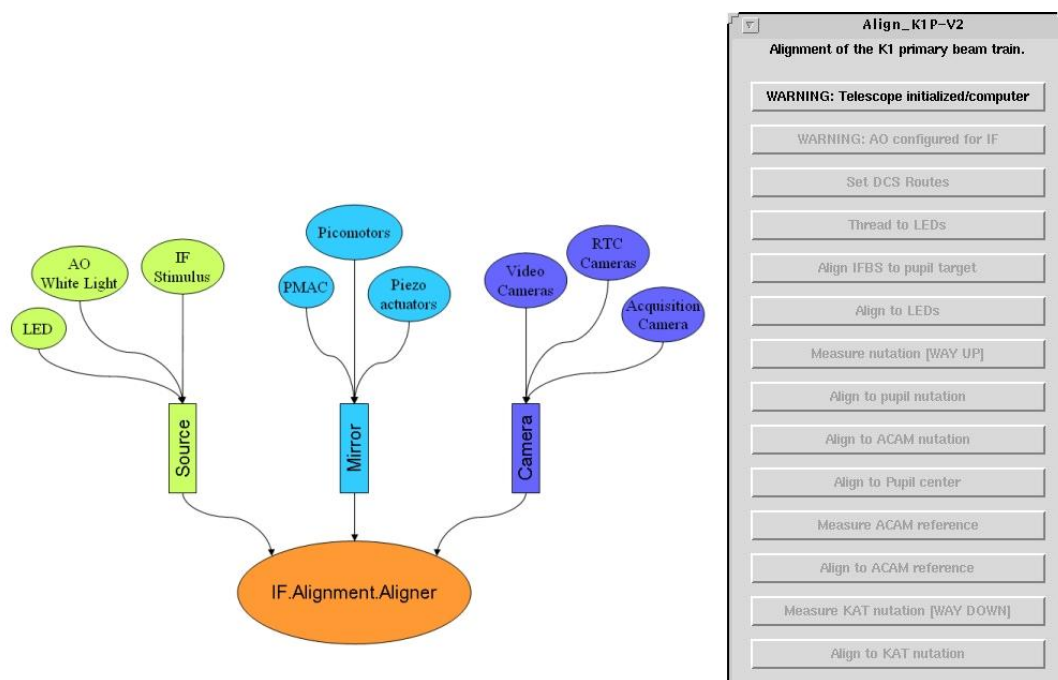 Picomotors
AO
White Light
IF
Stimulus
LED
PMAC
Piezo
actuators
Video
Cameras
RTC
Cameras
Acquisition
Camera
Source
Mirror
Camera
IF.Alignment.Aligner
Align_K1P-V2
Alignment of the K1 primary beam train.
WARNING: Telescope initialized/computer
WARNING: AO configured for IF
Set DCS Routes
Thread to LEDs
Align IFBS to pupil target
Align to LEDs
Measure nutation [WAY UP]
Align to pupil nutation
Align to ACAM nutation
Align to Pupil center
Measure ACAM reference
Align to ACAM reference
Measure KAT nutation [WAY DOWN]
Align to KAT nutation